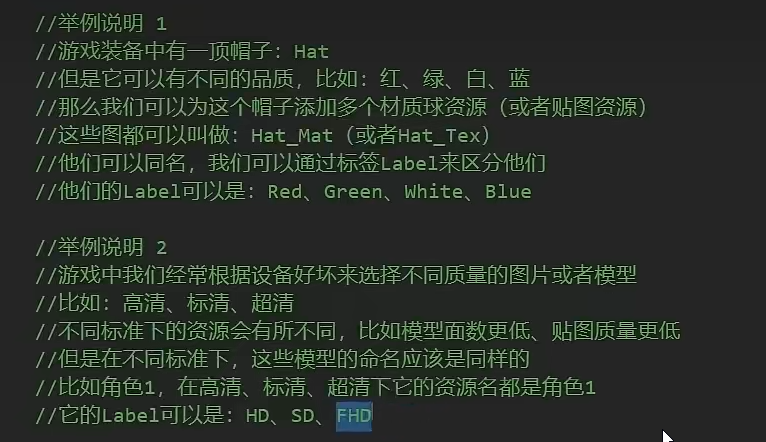 //举例说明 1
//游戏装备中有一顶帽子：Hat
//但是它可以有不同的品质，比如：红、绿、白、蓝
//那么我们可以为这个帽子添加多个材质球资源（或者贴图资源）
//这些图都可以叫做：Hat_Mat（或者Hat_Tex）
//他们可以同名，我们可以通过标签Label来区分他们
//他们的Label可以是：Red、Green、White、Blue
//举例说明 2
//游戏中我们经常根据设备好坏来选择不同质量的图片或者模型
//比如：高清、标清、超清
//不同标准下的资源会有所不同，比如模型面数更低、贴图质量更低
//但是在不同标准下，这些模型的命名应该是同样的
//比如角色1，在高清、标清、超清下它的资源名都是角色1
//它的Label可以是：HD、SD、FHD